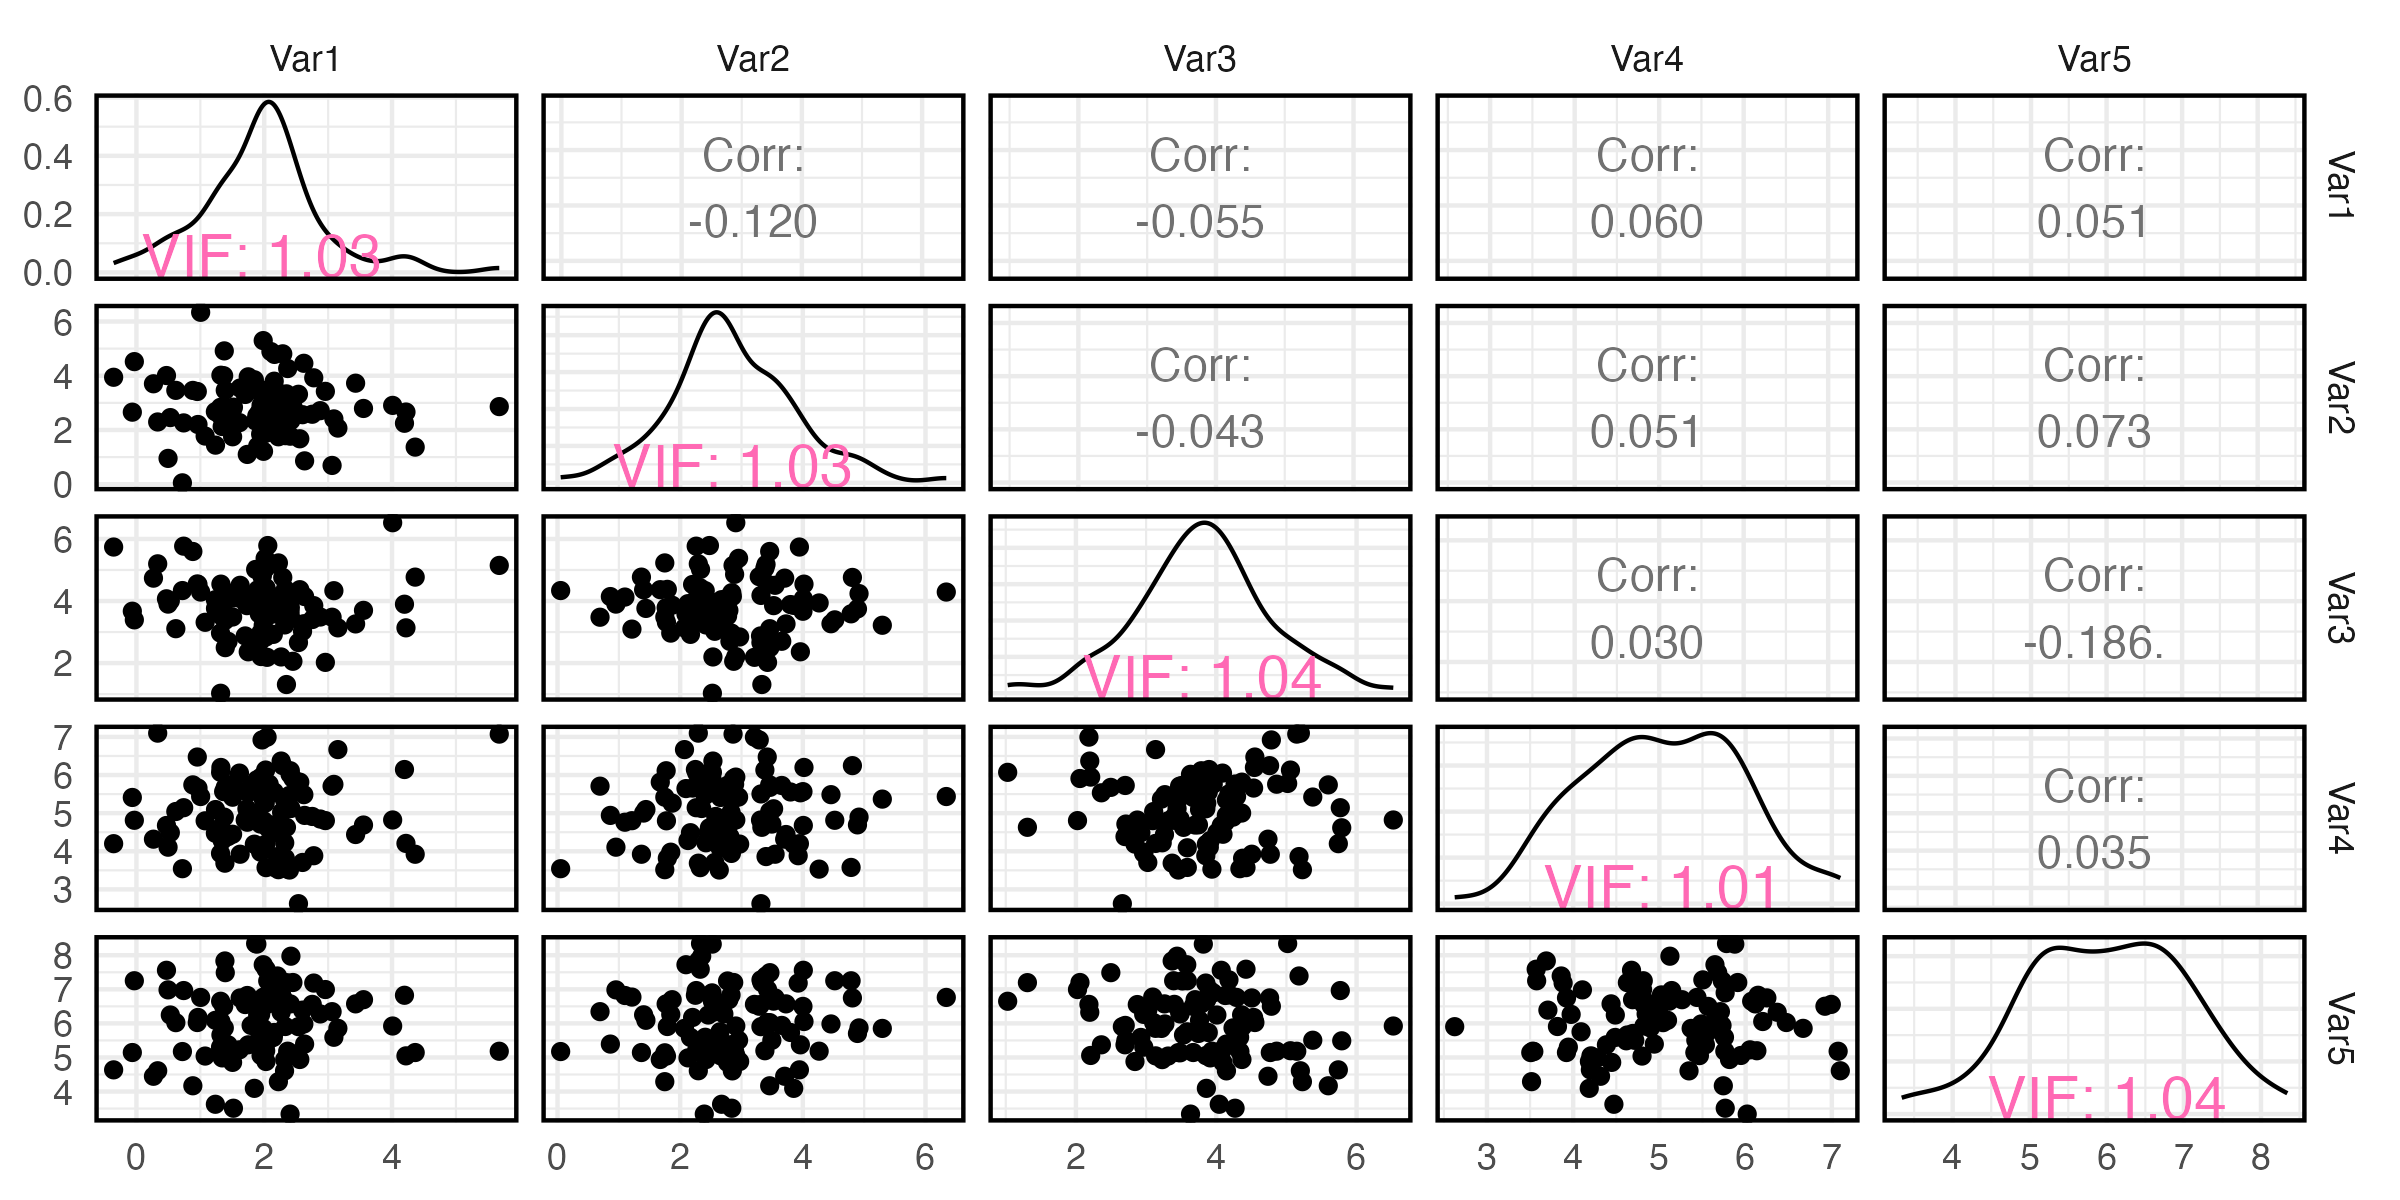 Var1 Var2 Var3 Var4 Var5
0.6
0.4
0.2
0.0
VIF: 1.03
Corr:
-0.120
Corr:
-0.055
Corr:
0.060
Corr:
0.051
Var1
6
4
2
0
VIF: 1.03
Corr:
-0.043
Corr:
0.051
Corr:
0.073
Var2
6
4
2
VIF: 1.04
Corr:
0.030
Corr:
-0.186.
Var3
7
6
5
4
3
VIF: 1.01
Corr:
0.035
Var4
8
7
6
5
4
VIF: 1.04
Var5
0 2 4 0 2 4 6 2 4 6 3 4 5 6 7 4 5 6 7 8